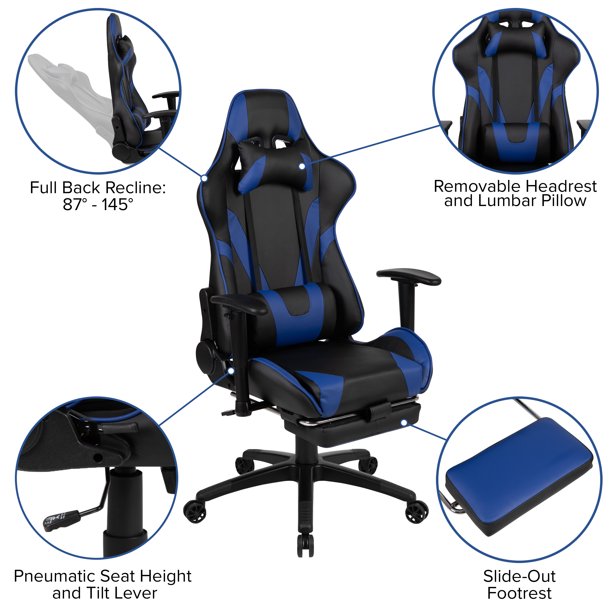 Full Back Recline:
87° - 145°
Removable Headrest
and Lumbar Pillow
Pneumatic Seat Height
and Tilt Lever
Slide-Out
Footrest